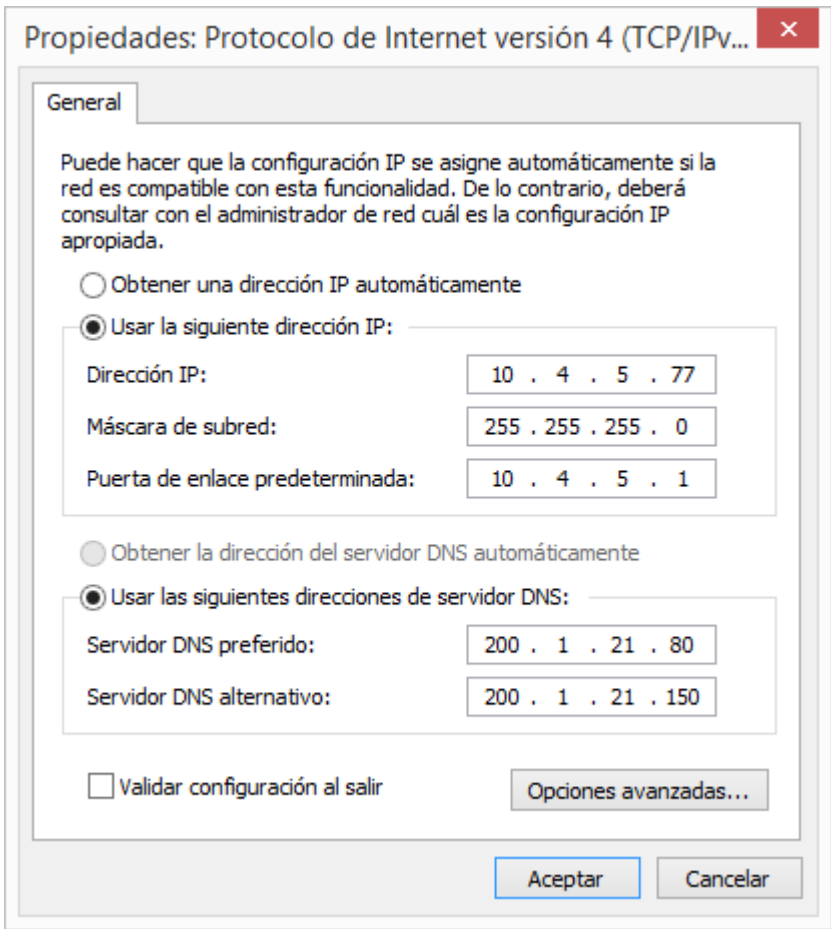 Propiedades: Protocolo de Internet versión 4 (TCP/IPv...
General
Puede hacer que la configuración IP se asigne automáticamente si la
red es compatible con esta funcionalidad. De lo contrario, deberá
consultar con el administrador de red cuál es la configuración IP
apropiada.
Obtener una dirección IP automáticamente
Usar la siguiente dirección IP:
Dirección IP: 10 . 4 . 5 . 77
Máscara de subred: 255 . 255 . 255 . 0
Puerta de enlace predeterminada: 10 . 4 . 5 . 1
Obtener la dirección del servidor DNS automáticamente
Usar las siguientes direcciones de servidor DNS:
Servidor DNS preferido: 200 . 1 . 21 . 80
Servidor DNS alternativo: 200 . 1 . 21 . 150
Validar configuración al salir
Opciones avanzadas...
Aceptar Cancelar